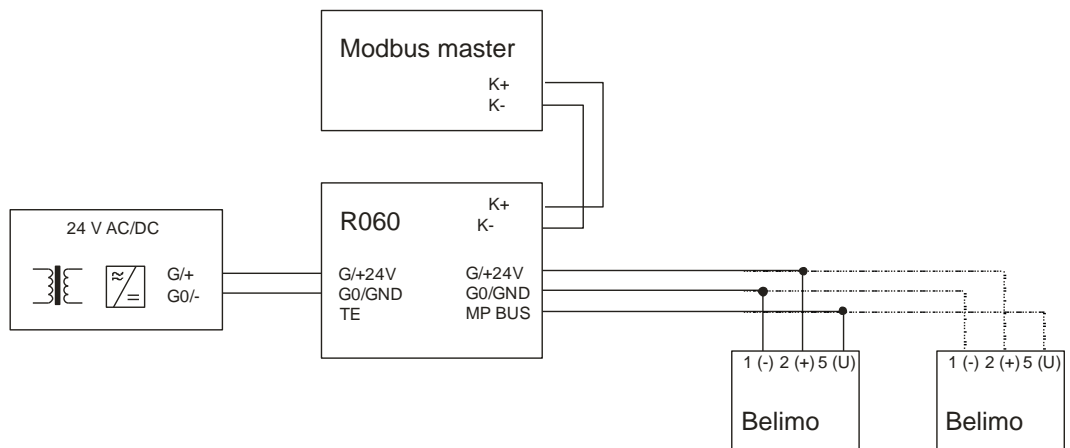 Modbus master
K+
K-
R060
K+
K-
24 V AC/DC
G/+
G0/-
G/+24V
G0/GND
TE
G/+24V
G0/GND
MP BUS
1 (-) 2 (+) 5 (U)
Belimo
1 (-) 2 (+) 5 (U)
Belimo